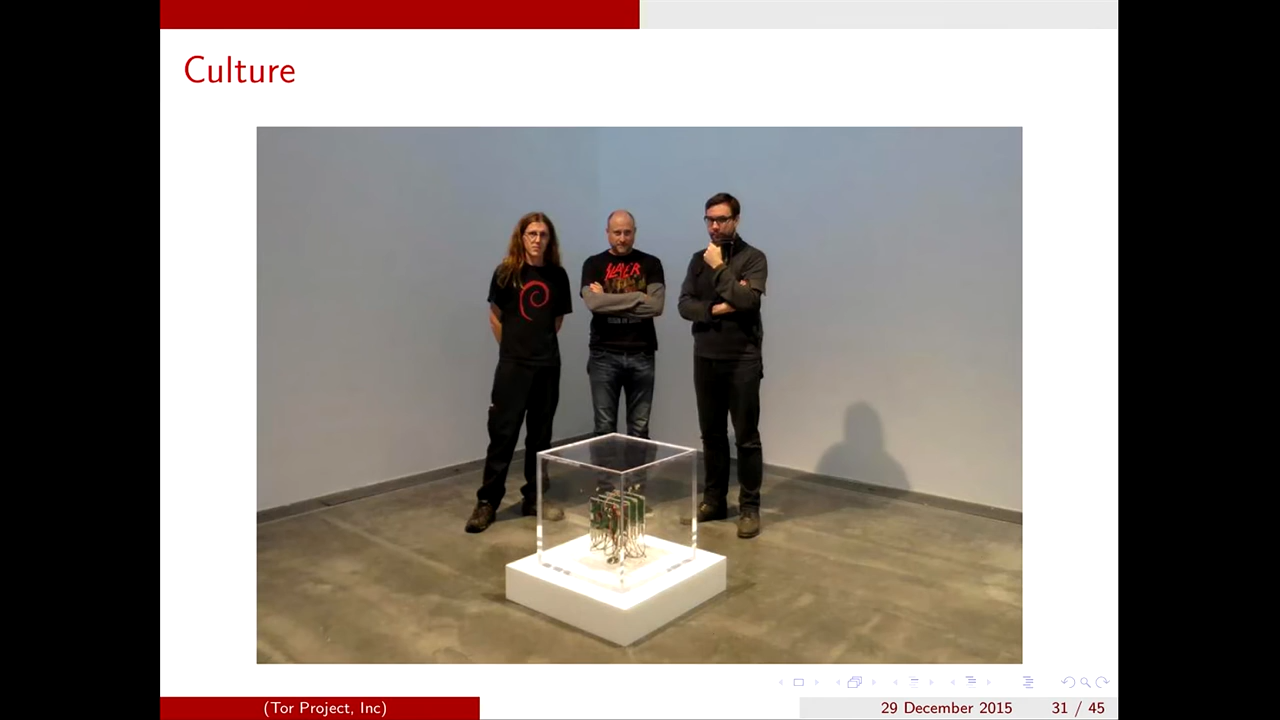 Culture
SLAYER
(Tor Project, Inc)
29 December 2015
31 / 45